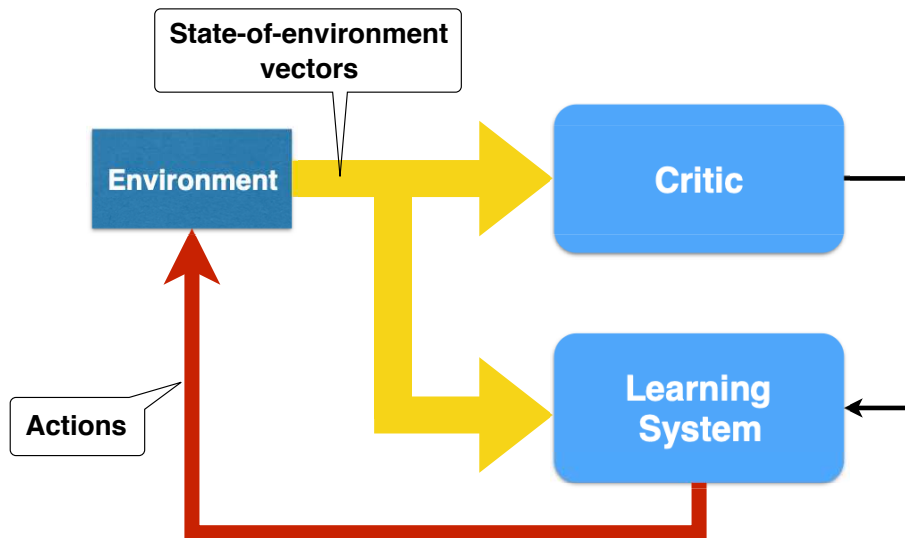 State-of-environment
vectors
Environment
Critic
Learning
System
Actions